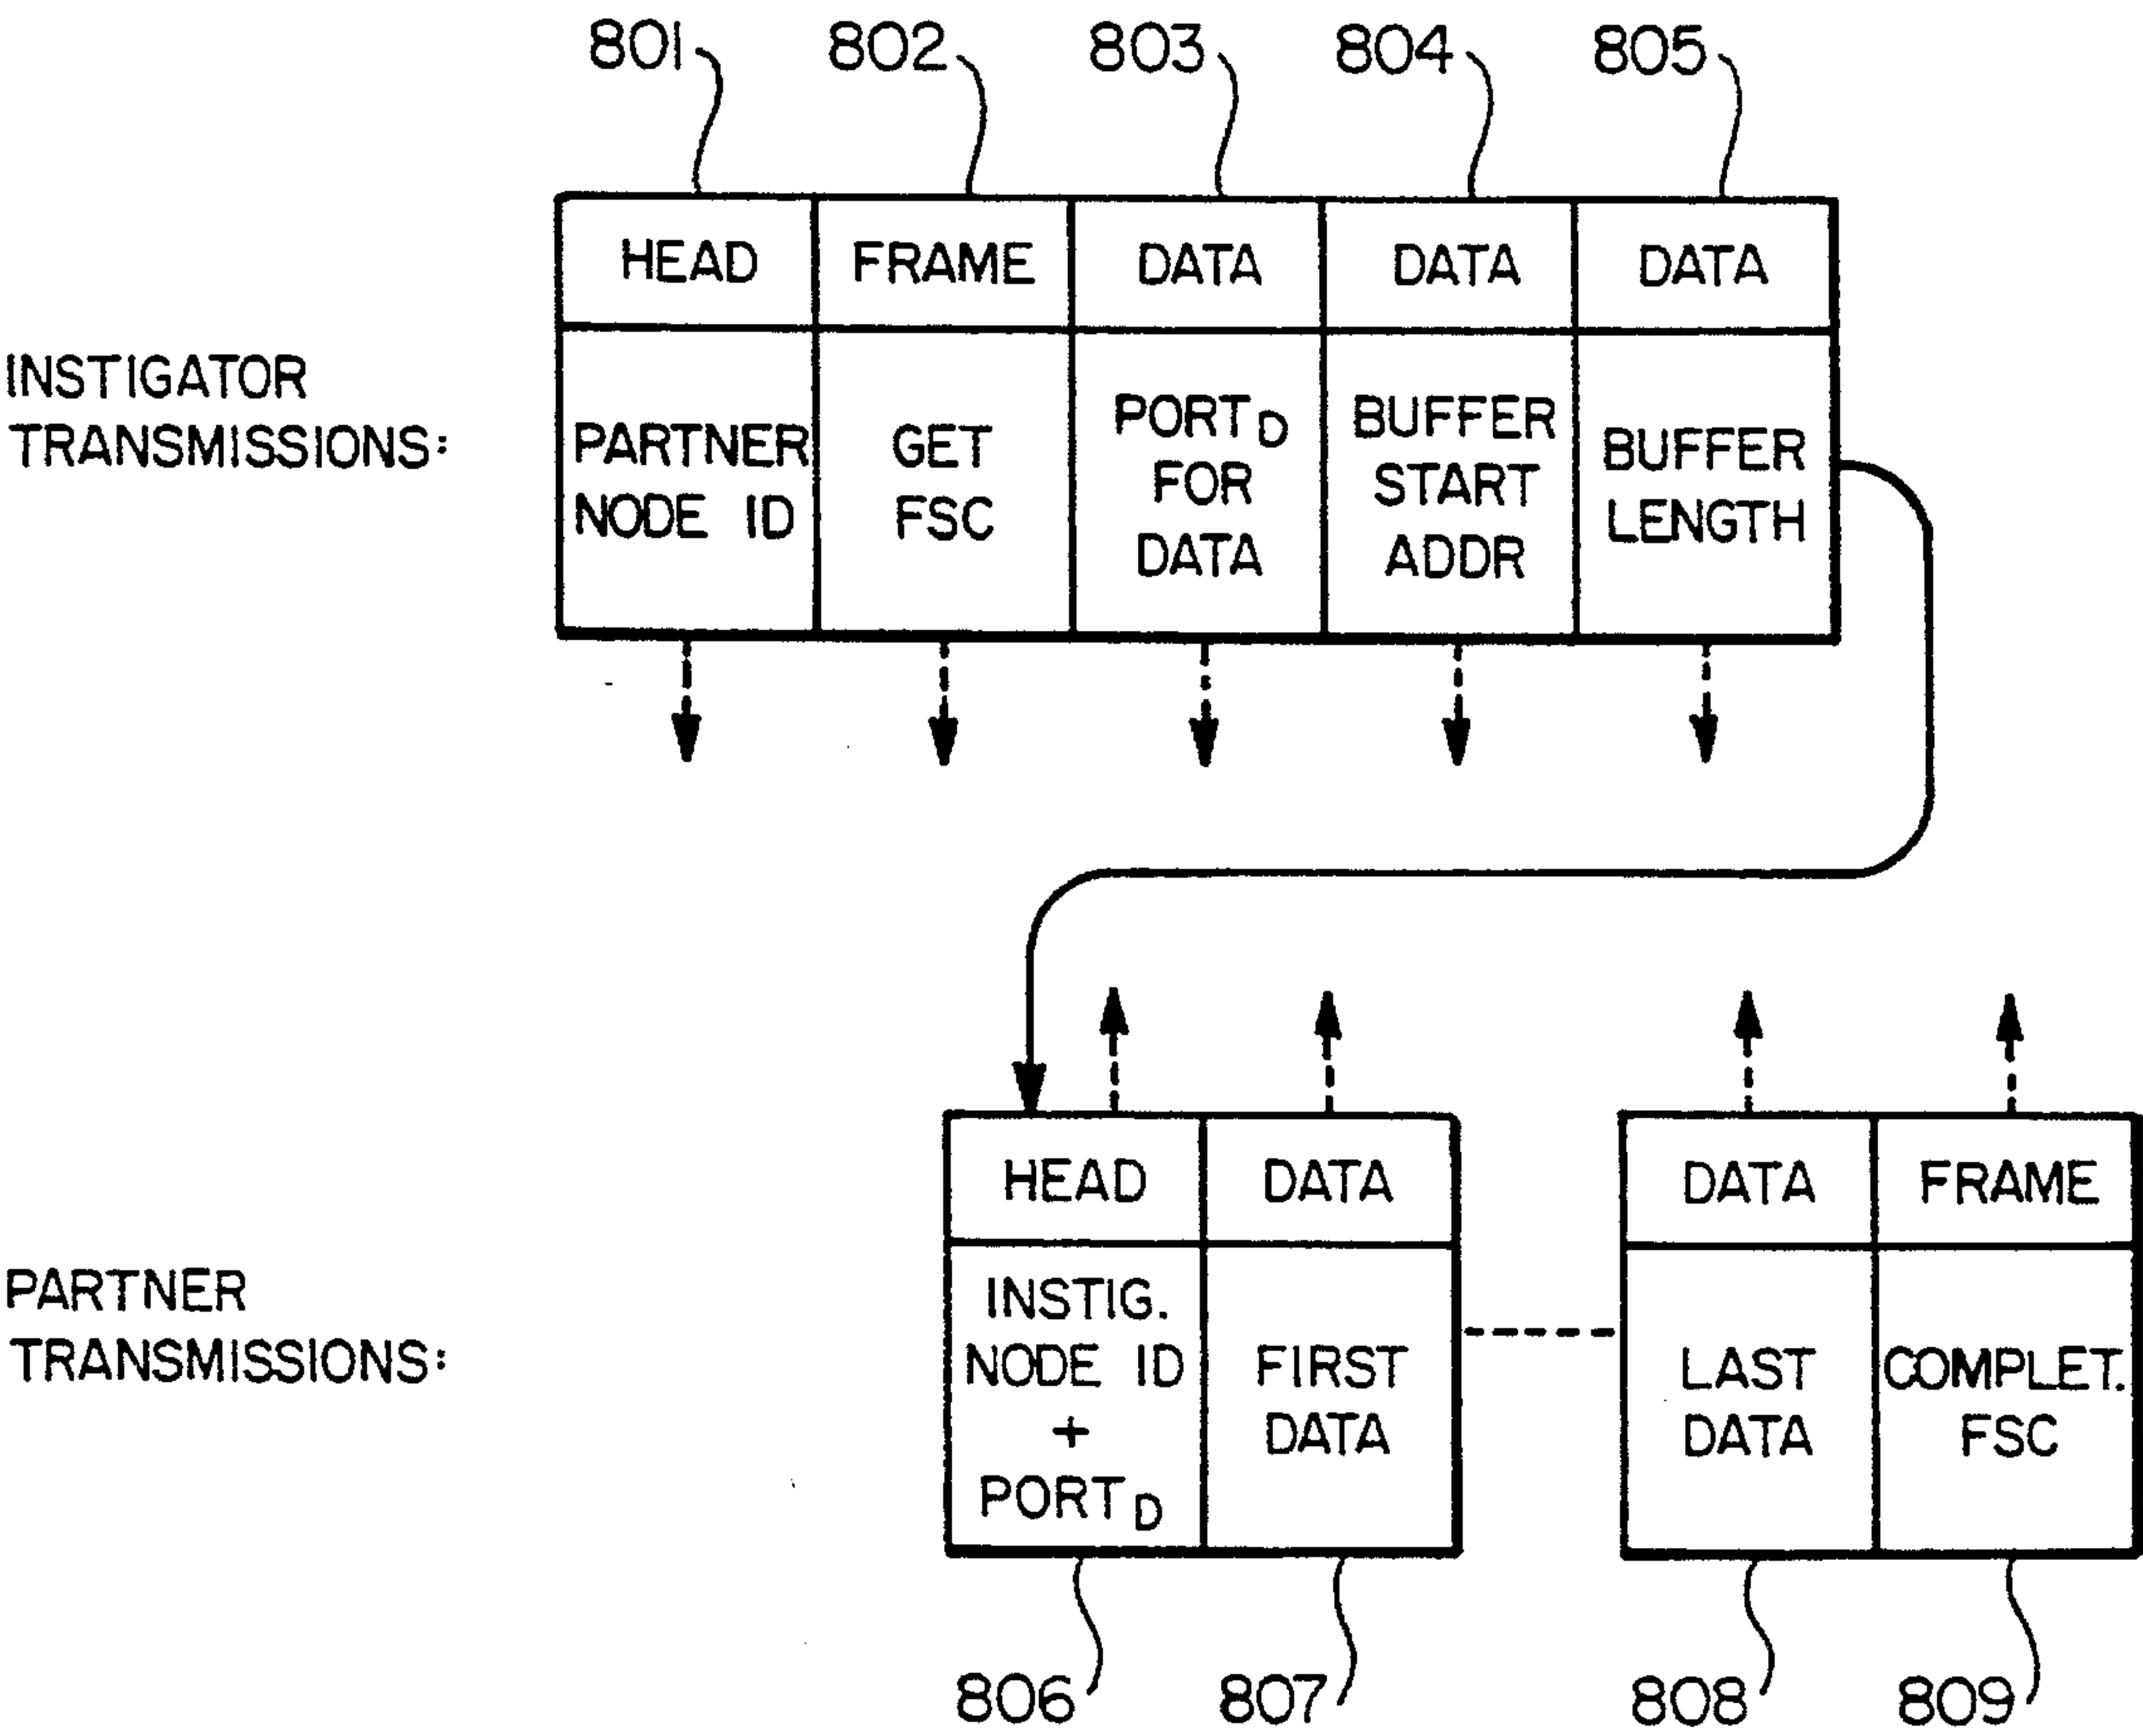 801 802 803 804 805
HEAD FRAME DATA DATA DATA
INSTIGATOR
TRANSMISSIONS:
PARTNER
NODE ID
GET
FSC
PORT D
FOR
DATA
BUFFER
START
ADDR
BUFFER
LENGTH
HEAD DATA DATA FRAME
PARTNER
TRANSMISSIONS:
INSTIG.
NODE ID
+
PORT D
FIRST
DATA
LAST
DATA
COMPLET.
FSC
806 807 808 809